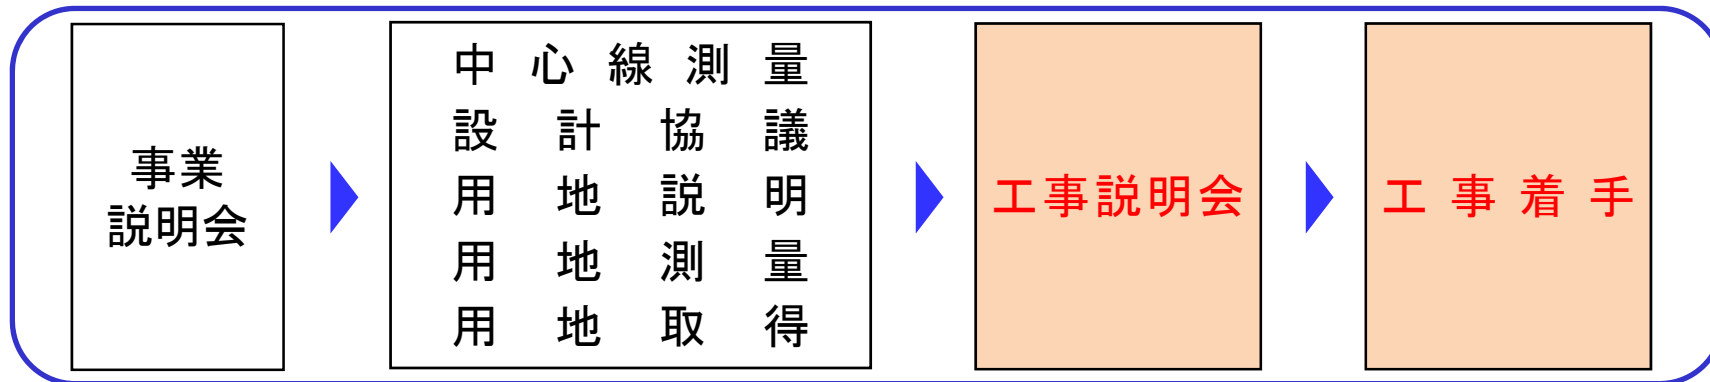 事業
説明会
中心線測量
設計協議
用地説明
用地測量
用地取得
工事説明会
工事着手